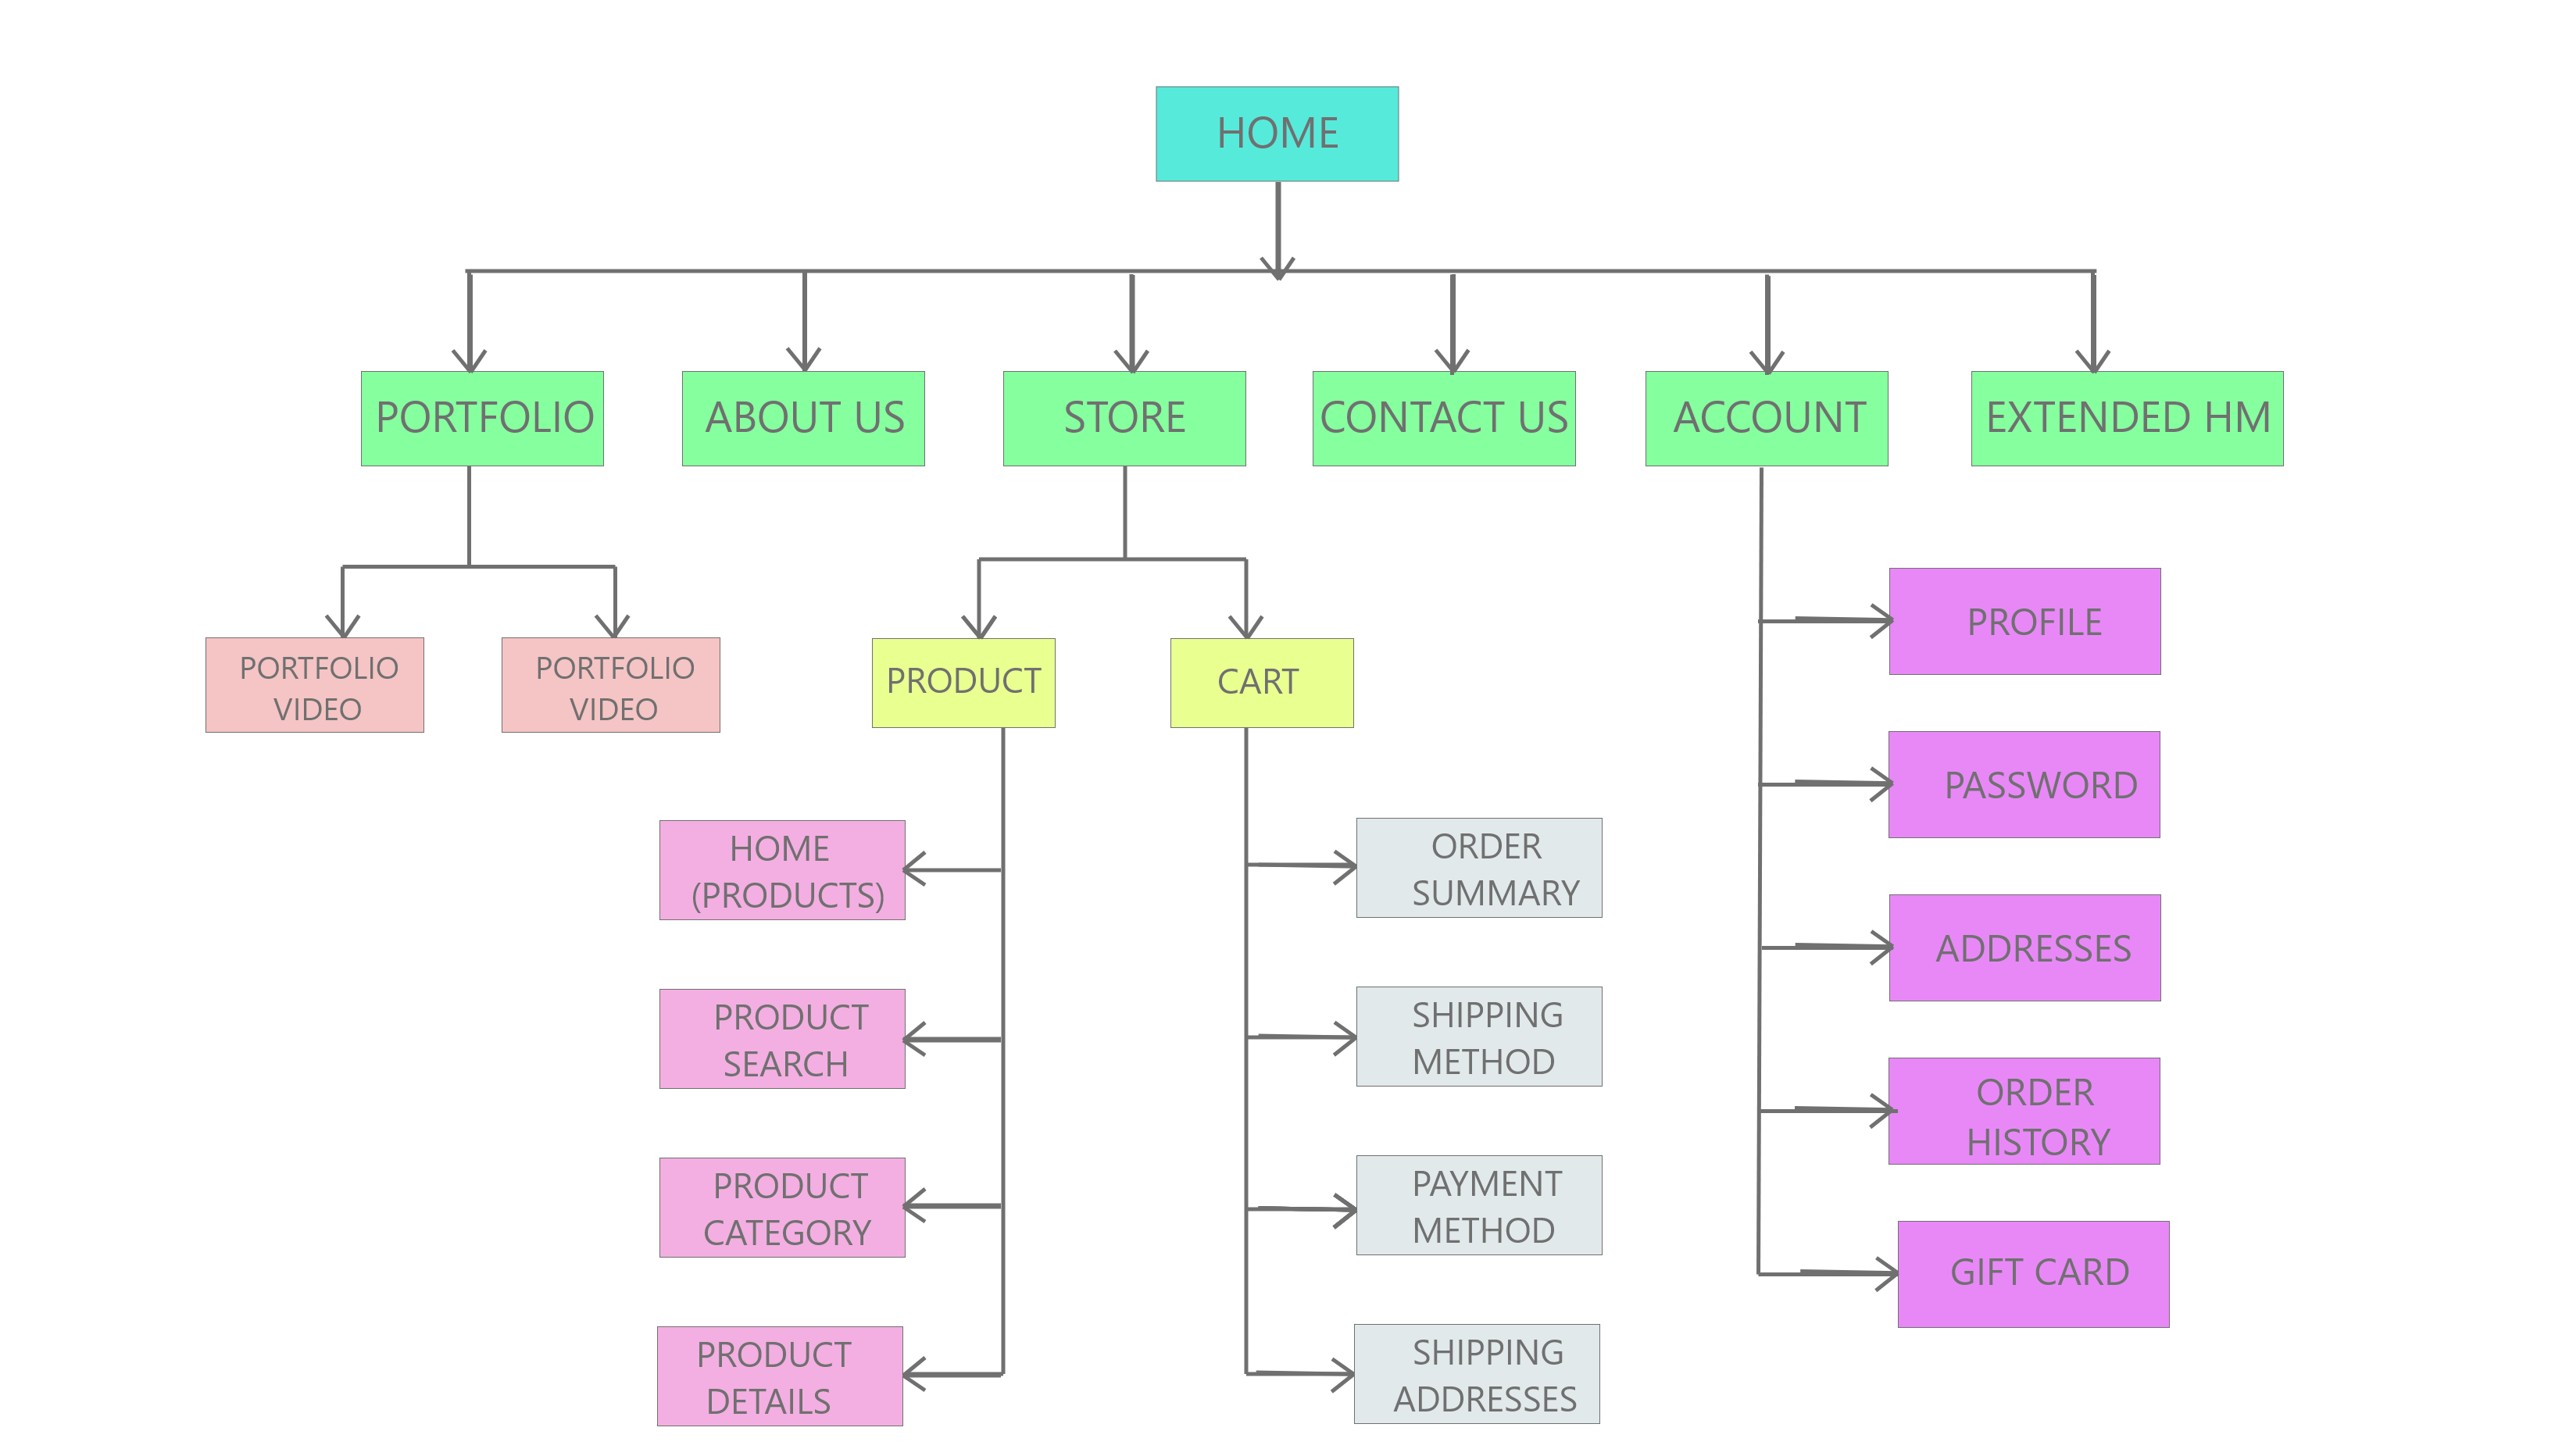 HOME
PORTFOLIO
ABOUT US
STORE
CONTACT US
ACCOUNT
EXTENDED HM
PORTFOLIO
VIDEO
PORTFOLIO
VIDEO
PRODUCT
CART
HOME
(PRODUCTS)
PRODUCT
SEARCH
PRODUCT
CATEGORY
PRODUCT
DETAILS
ORDER
SUMMARY
SHIPPING
METHOD
PAYMENT
METHOD
SHIPPING
ADDRESSES
PROFILE
PASSWORD
ADDRESSES
ORDER
HISTORY
GIFT CARD